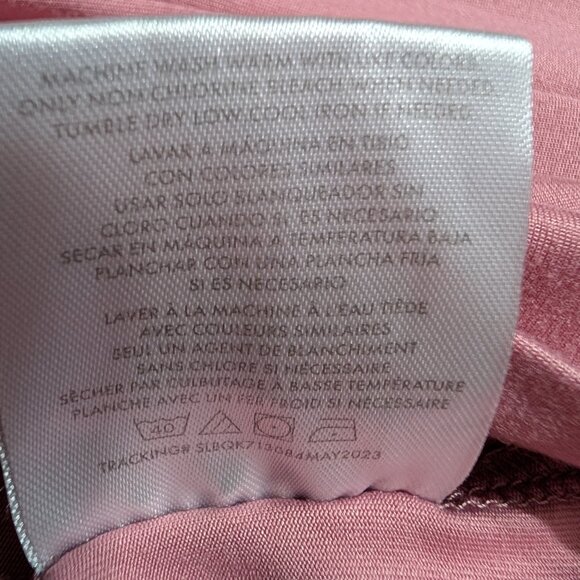 MACHINE WASH WARM WITH LIKE COLORS
ONLY NON CHLORINE BLEACH WHEN NEEDED
TUMBLE DRY LOW COOL IRON IF NEEDED
LAVAR A MÁQUINA EN TIBIO
CON COLORES SIMILARES
USAR SOLO BLANQUEADOR SIN
CLORO CUANDO SI ES NECESARIO
SECAR EN MAQUINA A TEMPERATURA BAJA
PLANCHAR CON UNA PLANCHA FRIA
SI ES NECESARIO
LAVER À LA MACHINE À L'EAU TIÈDE
AVEC COULEURS SIMILAIRES
SEUL UN AGENT DE BLANCHIMENT
SANS CHLORE SI NÉCESSAIRE
SÈCHER PAR CULBUTAGE A BASSE TEMPÉRATURE
PLANCHE AVEC UN FER FROID SI NÉCESSAIRE
40
TRACKING# SLBQK713084MAY2023